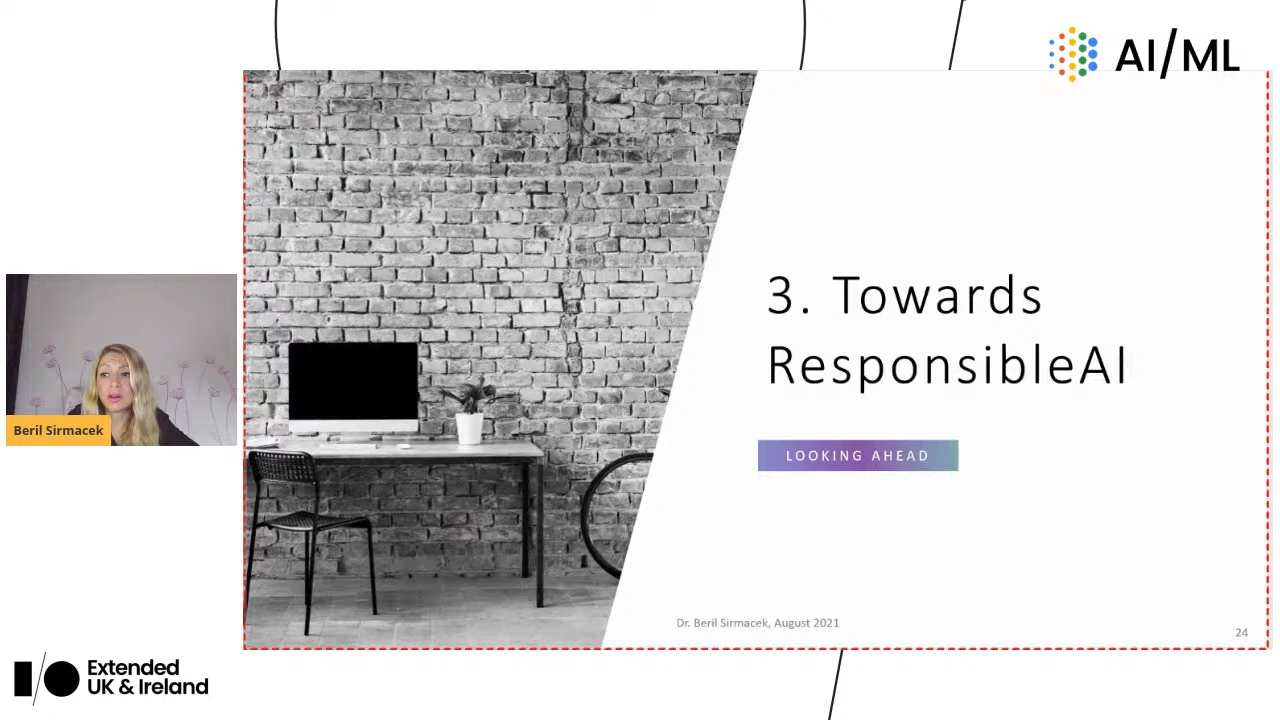 AI/ML
3. Towards
ResponsibleAI
LOOKING AHEAD
Beril Sirmacek
Dr. Beril Sirmacek, August 2021
24
I/O Extended
UK & Ireland